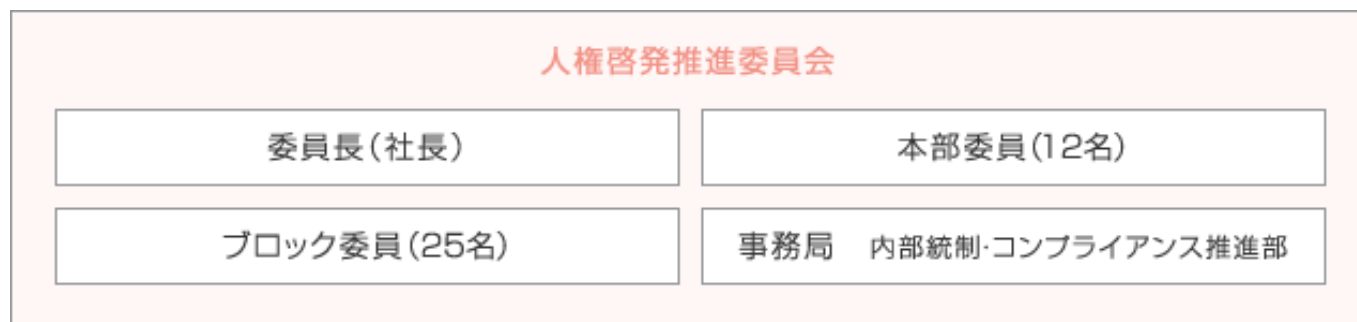 人権啓発推進委員会
委員長(社長)
本部委員(12名)
ブロック委員(25名)
事務局 内部統制・コンプライアンス推進部